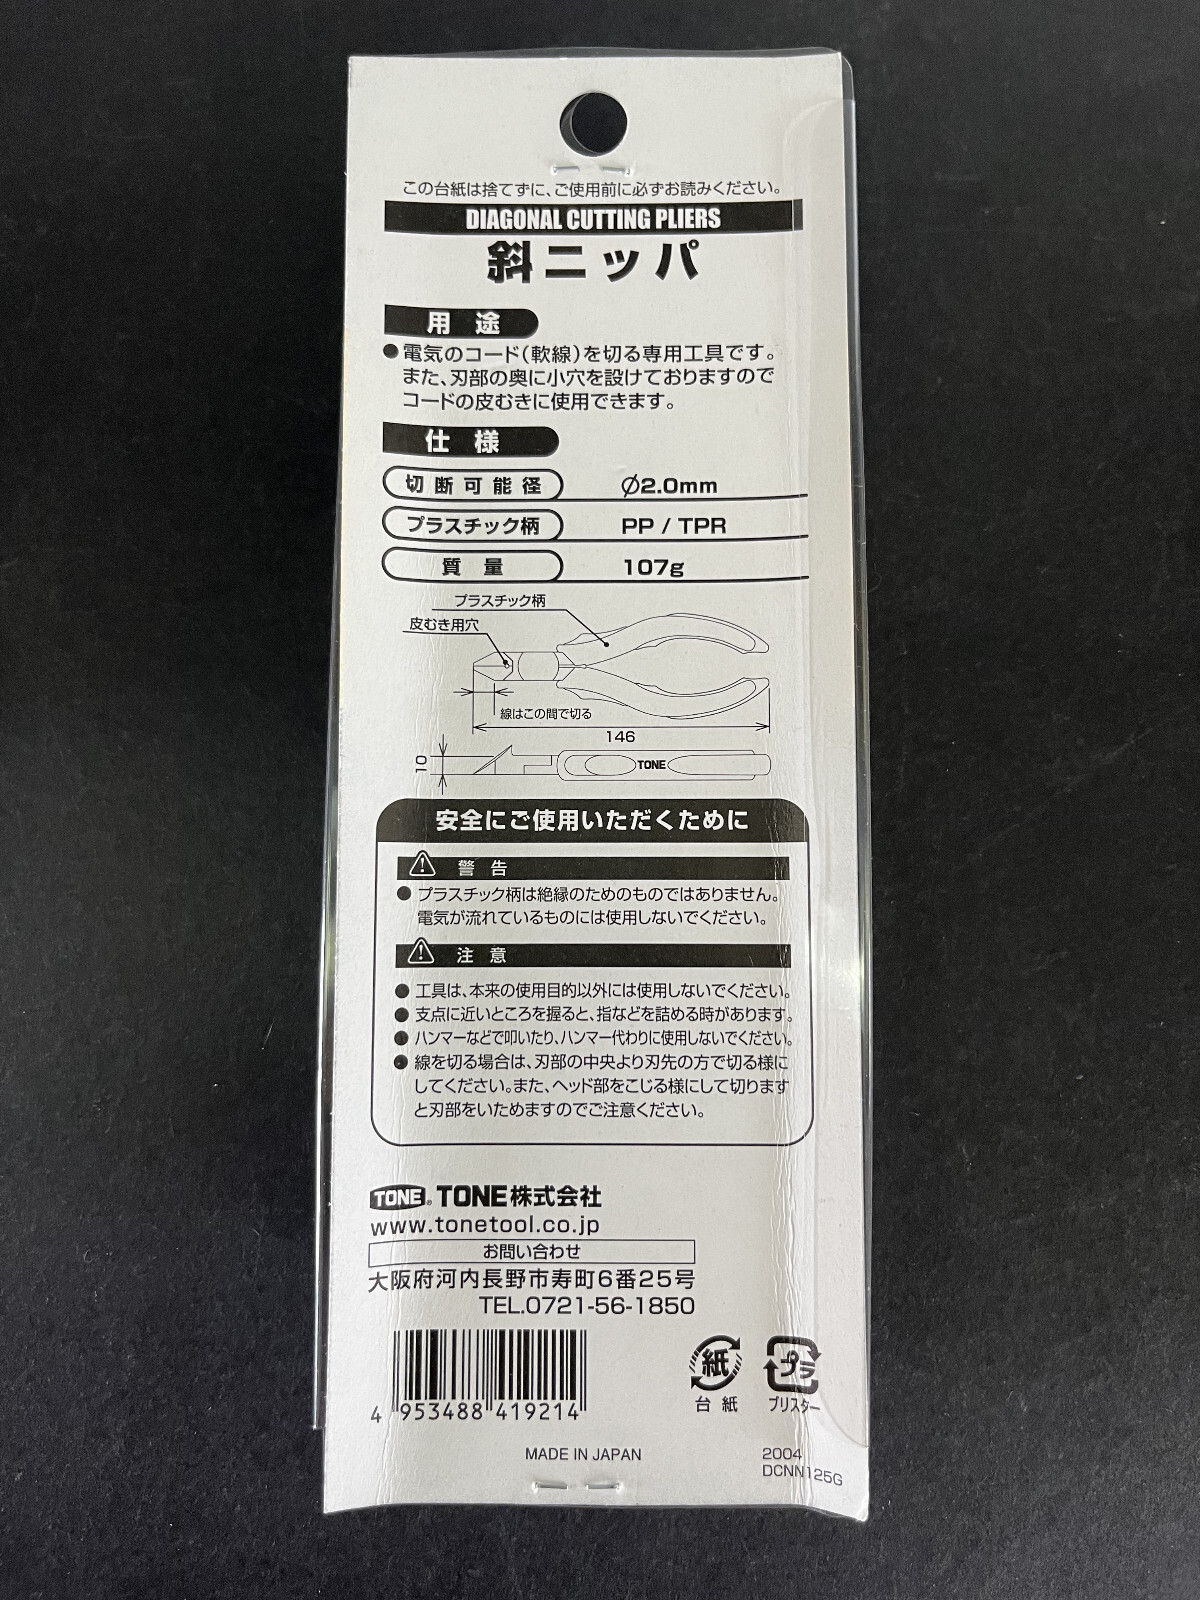 この台紙は捨てずに、ご使用前に必ずお読みください。
DIAGONAL CUTTING PLIERS
斜ニッパ
用途
●電気のコード(軟線)を切る専用工具です。
また、刃部の奥に小穴を設けておりますので
コードの皮むきに使用できます。
仕様
切断可能径 φ2.0mm
プラスチック柄 PP / TPR
質量 107g
プラスチック柄
皮むき用穴
線はこの間で切る
146
10
TONE
安全にご使用いただくために
警告
●プラスチック柄は絶縁のためのものではありません。
電気が流れているものには使用しないでください。
注意
●工具は、本来の使用目的以外には使用しないでください。
●支点に近いところを握ると、指などを詰める時があります。
●ハンマーなどで叩いたり、ハンマー代わりに使用しないでください。
●線を切る場合は、刃部の中央より刃先の方で切る様に
してください。また、ヘッド部をこじる様にして切ります
と刃部をいためますのでご注意ください。
TONE® TONE株式会社
www.tonetool.co.jp
お問い合わせ
大阪府河内長野市寿町6番25号
TEL.0721-56-1850
4 953488 419214
紙
台紙
プラ
ブリスター
MADE IN JAPAN
2004
DCNN125G